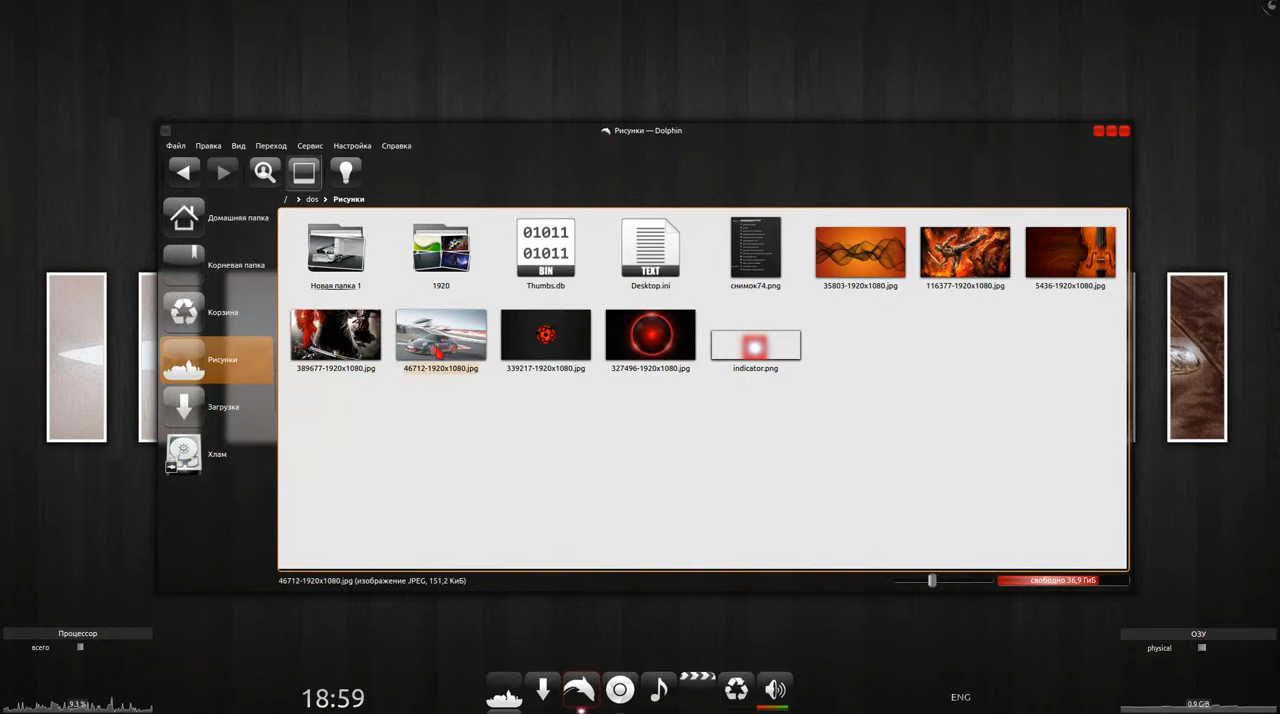 Рисунки — Dolphin
Файл Правка Вид Переход Сервис Настройка Справка
/ > dos > Рисунки
Домашняя папка
Корневая папка
Корзина
Рисунки
Загрузка
Хлам
01011
01011
BIN
TEXT
Новая папка 1
1920
Thumbs.db
Desktop.ini
снимок74.png
35803-1920x1080.jpg
116377-1920x1080.jpg
5436-1920x1080.jpg
389677-1920x1080.jpg
46712-1920x1080.jpg
339217-1920x1080.jpg
327496-1920x1080.jpg
indicator.png
46712-1920x1080.jpg (изображение JPEG, 151,2 КиБ)
свободно 36,9 ГиБ
Процессор
всего
9.3%
18:59
ENG
ОЗУ
physical
0.9 GiB